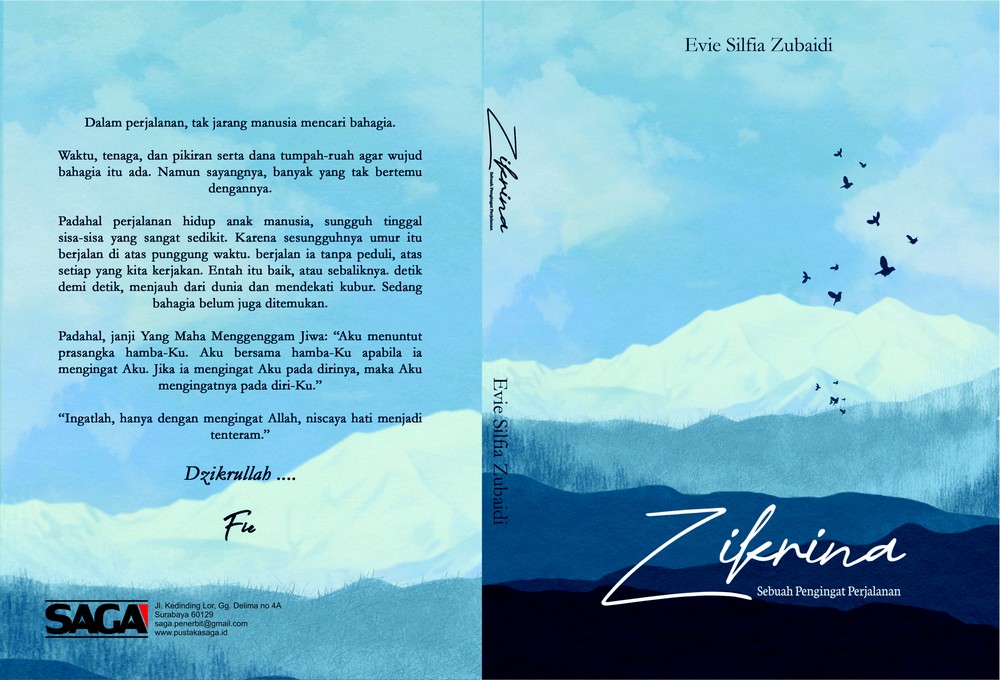 Dalam perjalanan, tak jarang manusia mencari bahagia.
Waktu, tenaga, dan pikiran serta dana tumpah-ruah agar wujud
bahagia itu ada. Namun sayangnya, banyak yang tak bertemu
dengannya.
Padahal perjalanan hidup anak manusia, sungguh tinggal
sisa-sisa yang sangat sedikit. Karena sesungguhnya umur itu
berjalan di atas punggung waktu. berjalan ia tanpa peduli, atas
setiap yang kita kerjakan. Entah itu baik, atau sebaliknya. detik
demi detik, menjauh dari dunia dan mendekati kubur. Sedang
bahagia belum juga ditemukan.
Padahal, janji Yang Maha Menggenggam Jiwa: “Aku menuntut
prasangka hamba-Ku. Aku bersama hamba-Ku apabila ia
mengingat Aku. Jika ia mengingat Aku pada dirinya, maka Aku
mengingatnya pada diri-Ku.”
“Ingatlah, hanya dengan mengingat Allah, niscaya hati menjadi
tenteram.”
Dzikrullah ....
Fie
SAGA
Jl. Kedinding Lor, Gg. Delima no 4A
Surabaya 60129
saga.penerbit@gmail.com
www.pustakasaga.id
Zikrina
Sebuah Pengingat Perjalanan
Evie Silfia Zubaidi
Evie Silfia Zubaidi
Zikrina
Sebuah Pengingat Perjalanan